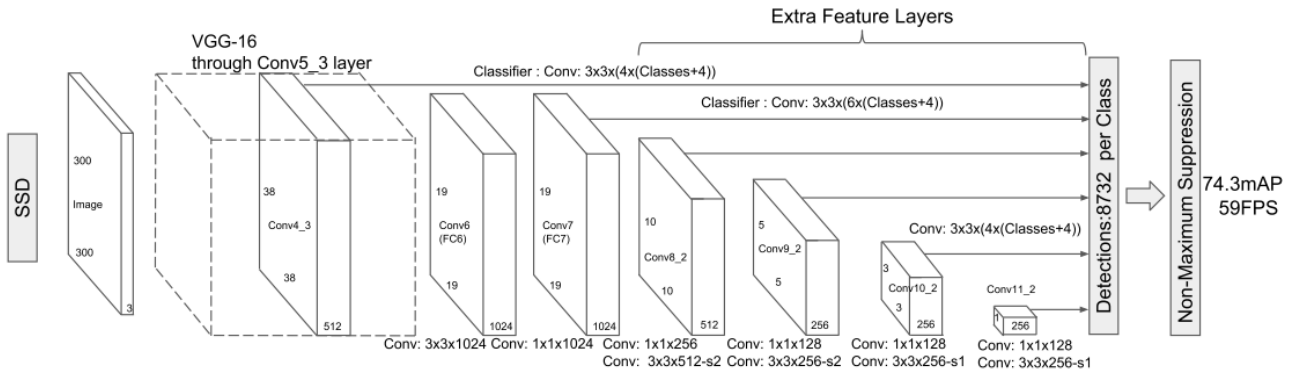 Extra Feature Layers
VGG-16
through Conv5_3 layer
Classifier : Conv: 3x3x(4x(Classes+4))
Classifier : Conv: 3x3x(6x(Classes+4))
SSD
300
Image
300
3
38
Conv4_3
38
512
19
Conv6
(FC6)
19
1024
19
Conv7
(FC7)
19
1024
10
Conv8_2
10
512
5
Conv9_2
5
256
Conv: 3x3x(4x(Classes+4))
3
Conv10_2
3
256
Conv11_2
1
256
Detections:8732 per Class
Non-Maximum Suppression
74.3mAP
59FPS
Conv: 3x3x1024
Conv: 1x1x1024
Conv: 1x1x256
Conv: 3x3x512-s2
Conv: 1x1x128
Conv: 3x3x256-s2
Conv: 1x1x128
Conv: 3x3x256-s1
Conv: 1x1x128
Conv: 3x3x256-s1